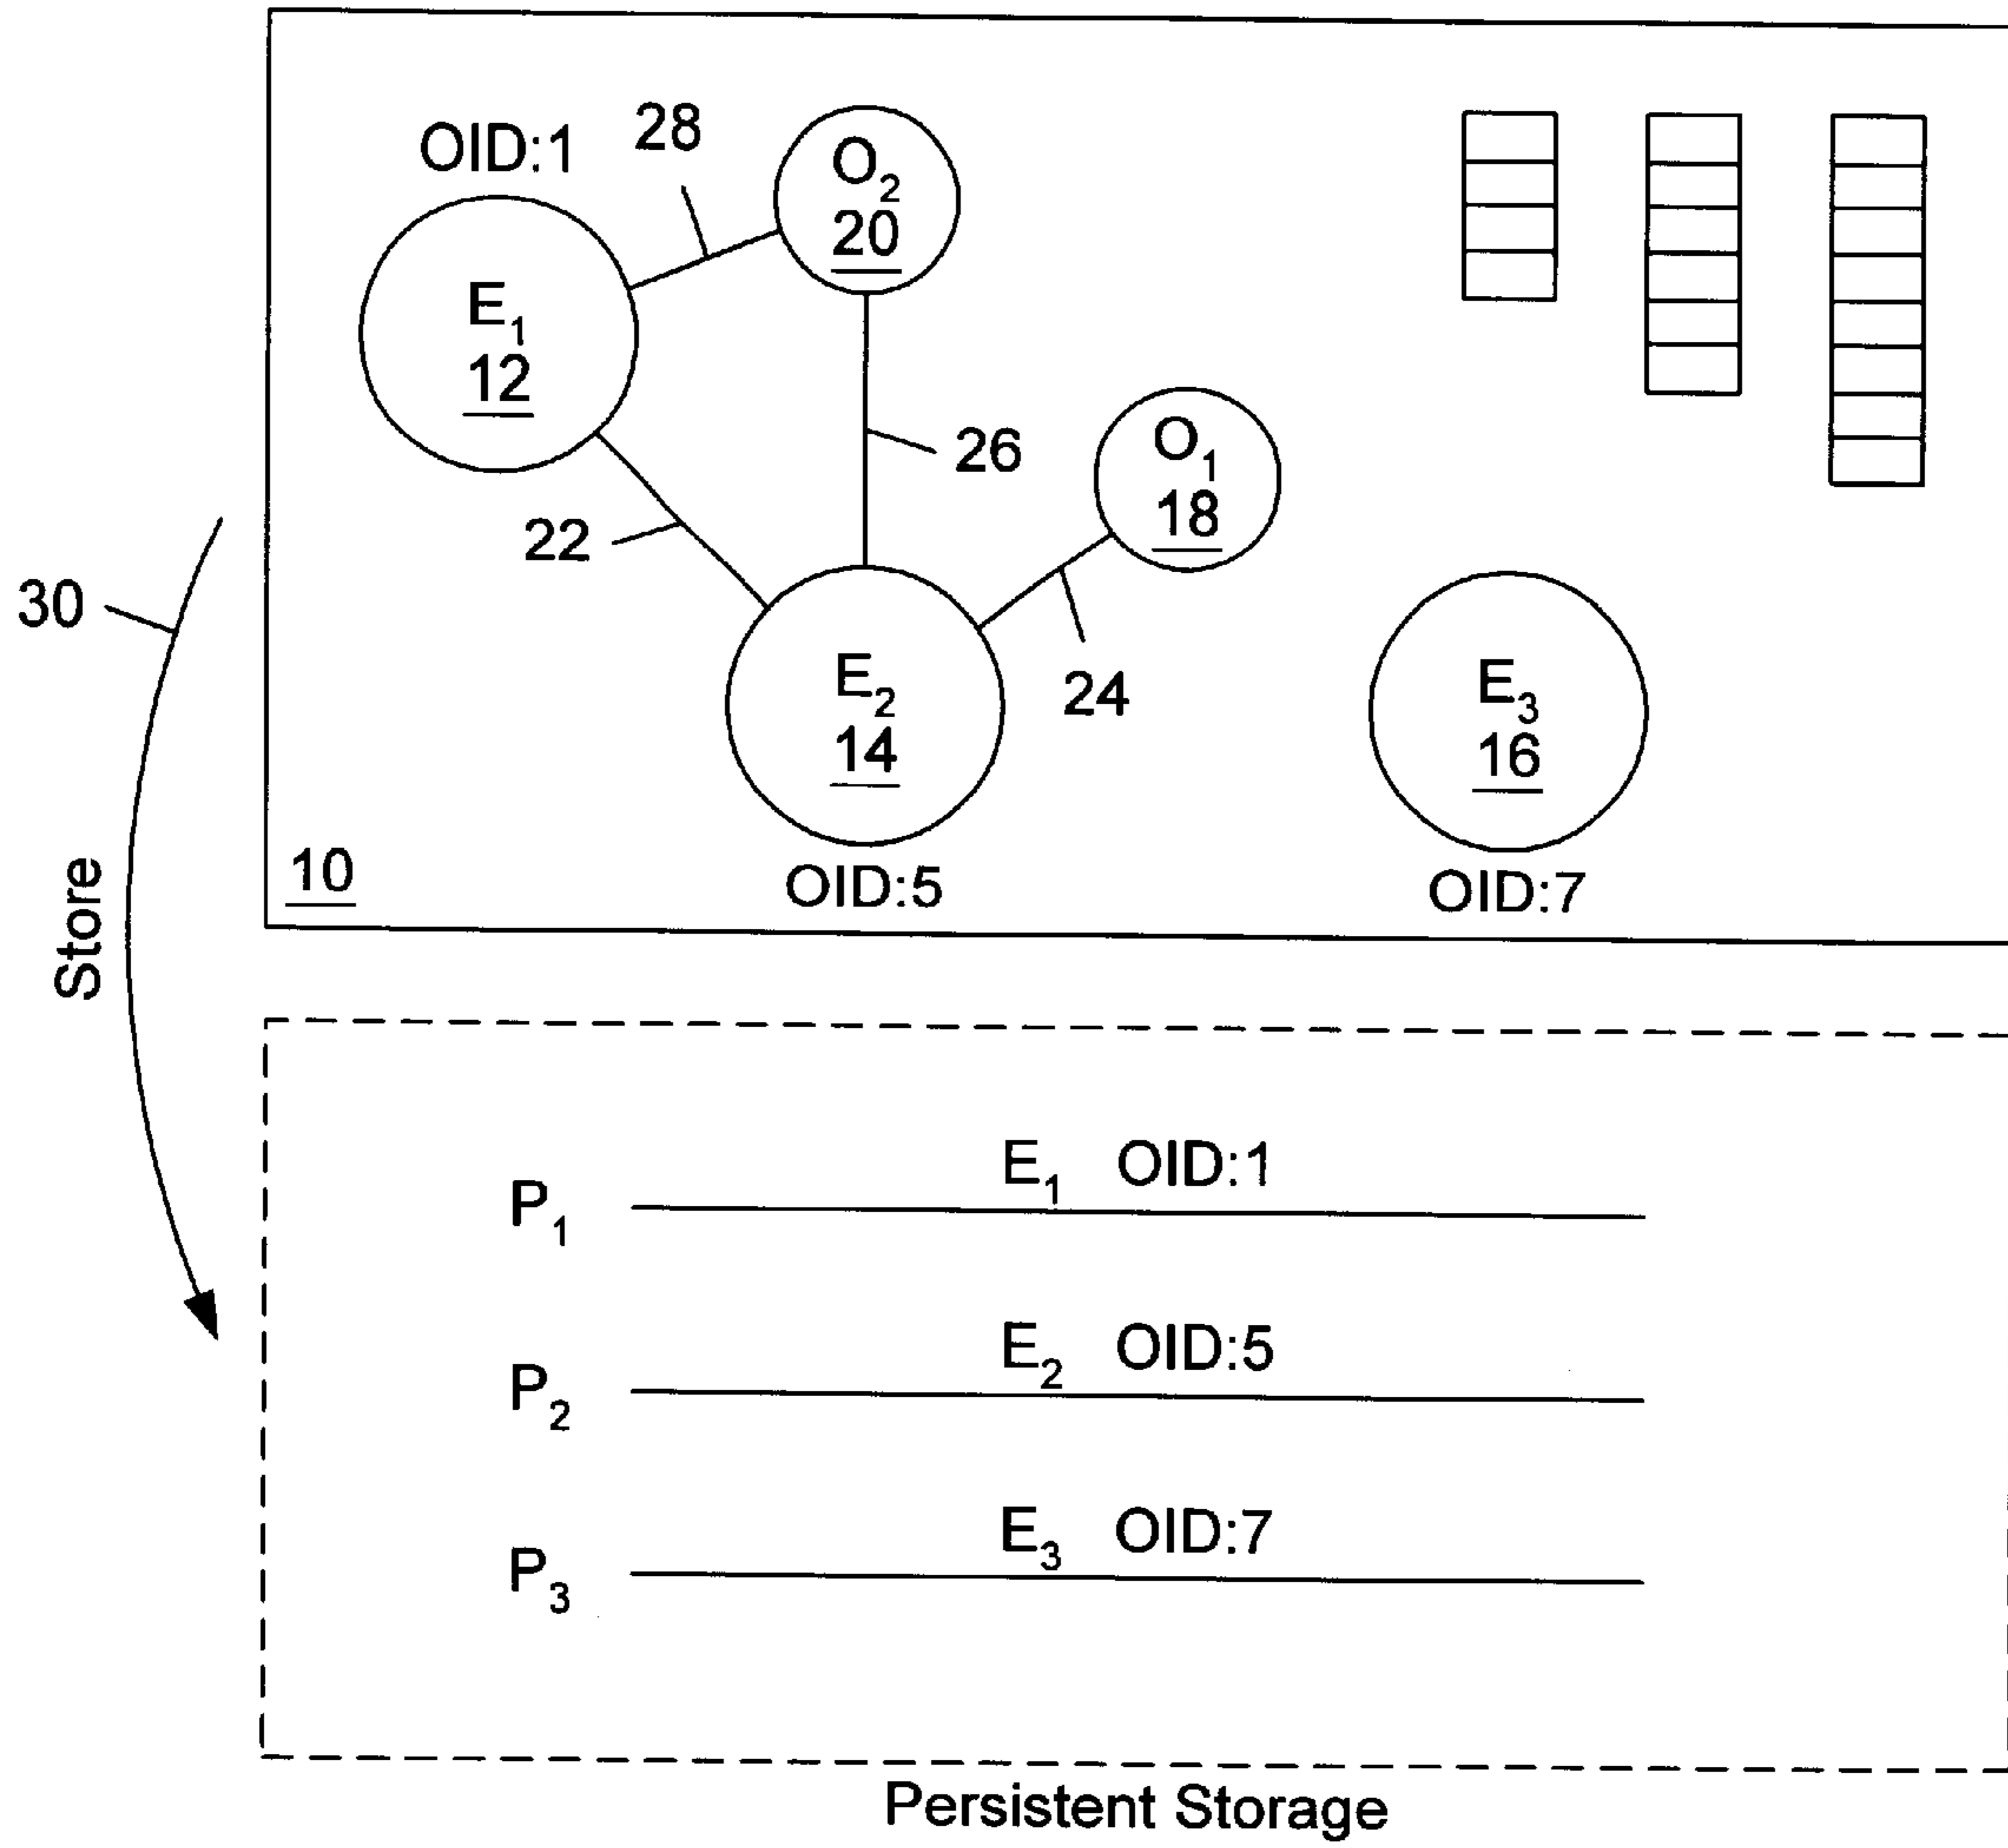 OID:1
28
O₂
20
E₁
12
26
O₁
18
22
30
E₂
14
24
E₃
16
10
OID:5
OID:7
Store
P₁ E₁ OID:1
P₂ E₂ OID:5
P₃ E₃ OID:7
Persistent Storage